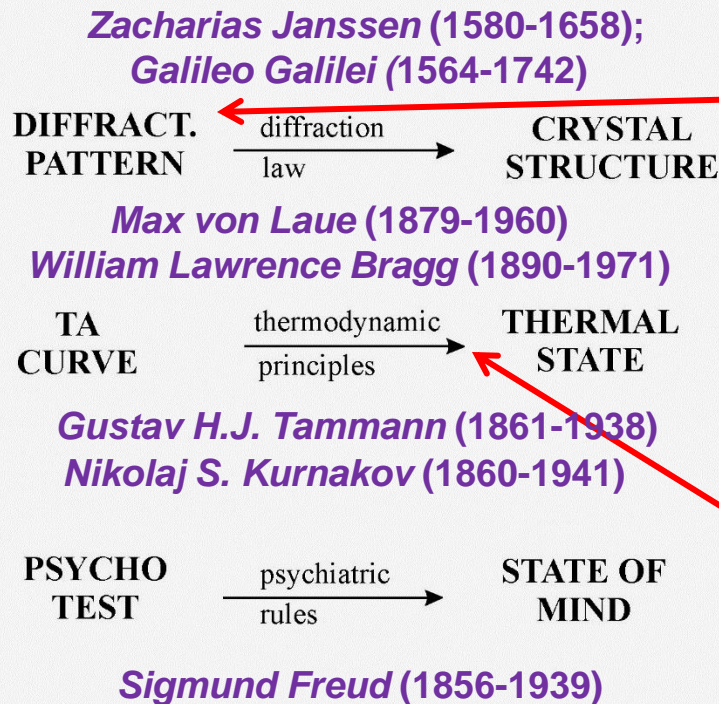 Zacharias Janssen (1580-1658);
Galileo Galilei (1564-1742)
DIFFRACT. PATTERN diffraction law CRYSTAL STRUCTURE
Max von Laue (1879-1960)
William Lawrence Bragg (1890-1971)
TA CURVE thermodynamic principles THERMAL STATE
Gustav H.J. Tammann (1861-1938)
Nikolaj S. Kurnakov (1860-1941)
PSYCHO TEST psychiatric rules STATE OF MIND
Sigmund Freud (1856-1939)